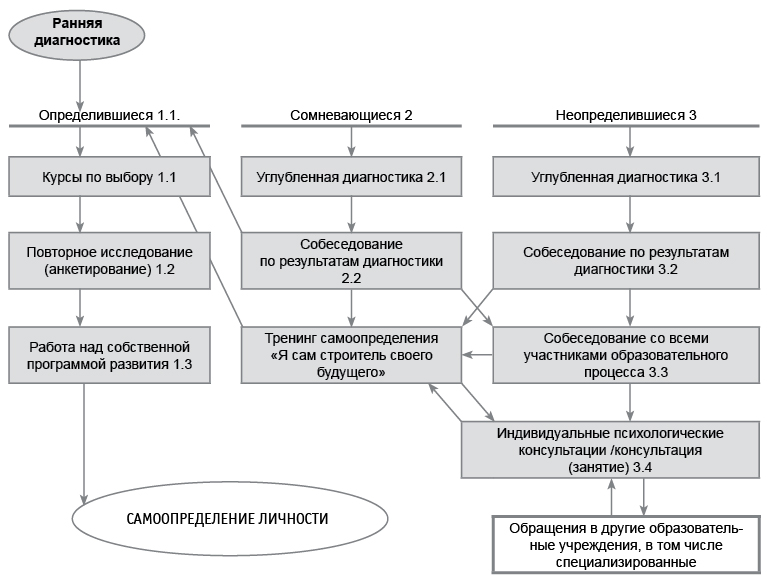 Ранняя
диагностика
Определившиеся 1.1.
Сомневающиеся 2
Неопределившиеся 3
Курсы по выбору 1.1
Углубленная диагностика 2.1
Углубленная диагностика 3.1
Повторное исследование
(анкетирование) 1.2
Собеседование
по результатам диагностики
2.2
Собеседование по результатам
диагностики 3.2
Работа над собственной
программой развития 1.3
Тренинг самоопределения
«Я сам строитель своего
будущего»
Собеседование со всеми
участниками образовательного
процесса 3.3
Индивидуальные психологические
консультации /консультация
(занятие) 3.4
САМООПРЕДЕЛЕНИЕ ЛИЧНОСТИ
Обращения в другие образователь-
ные учреждения, в том числе
специализированные